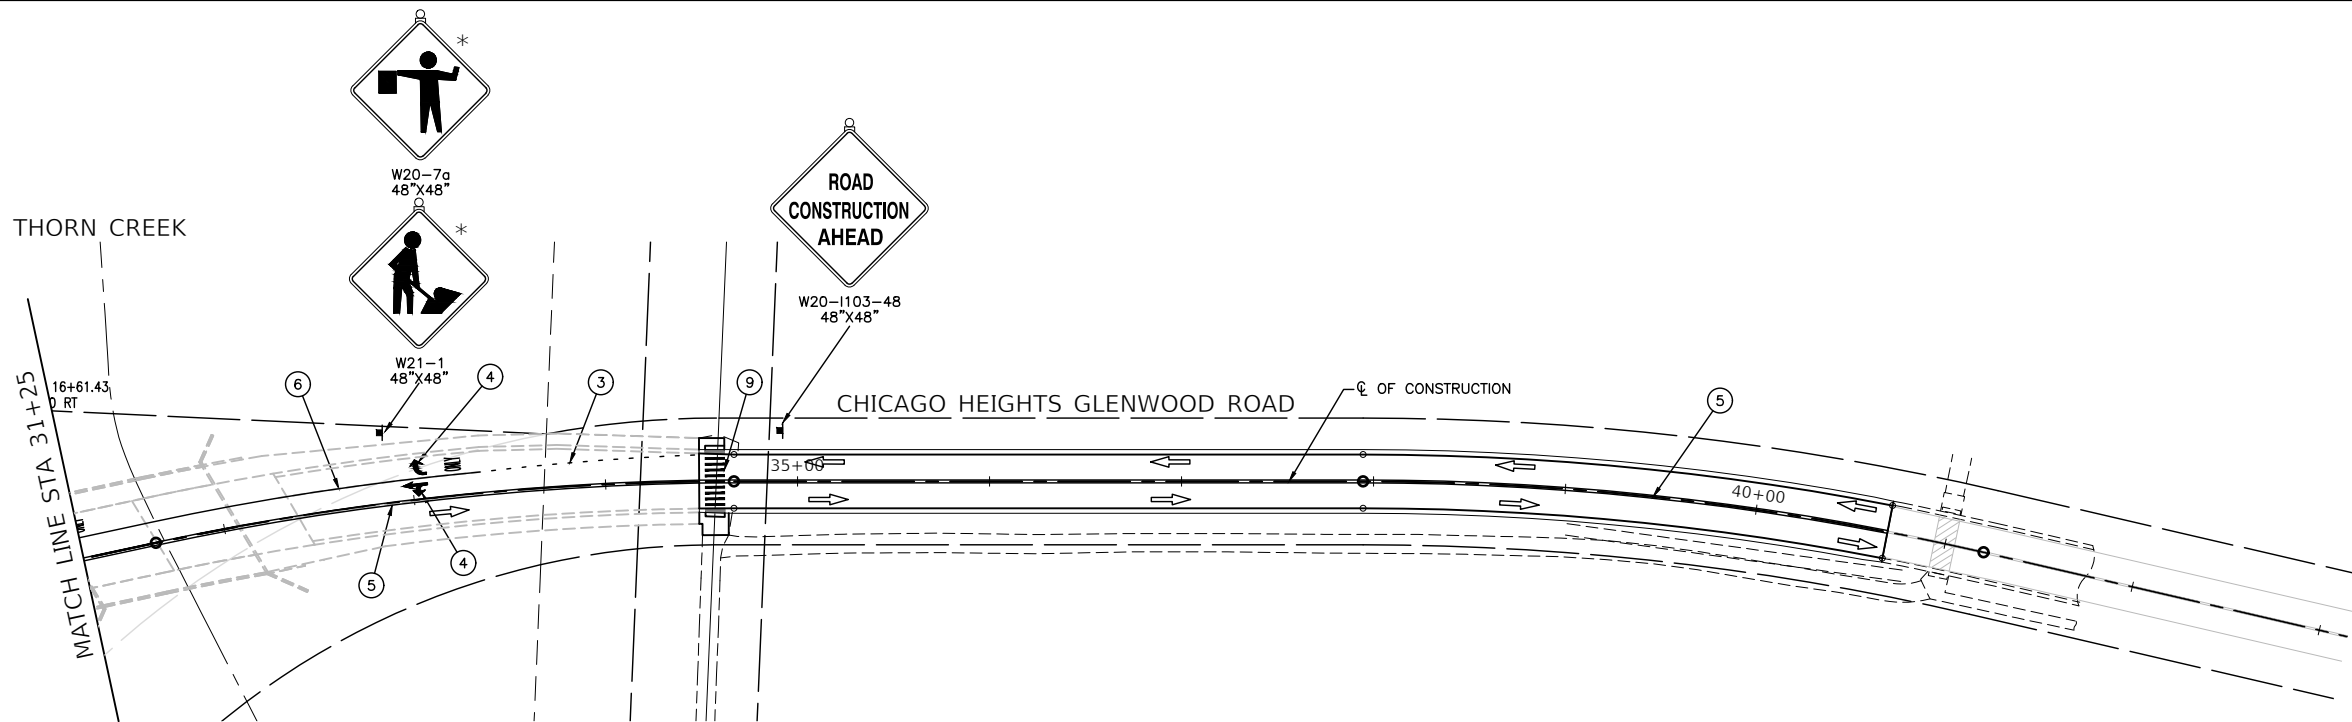 *
W20-7a
48"X48"
THORN CREEK
*
W21-1
48"X48"
ROAD
CONSTRUCTION
AHEAD
W20-I103-48
48"X48"
MATCH LINE STA 31+25
16+61.43
0 RT
6
4
3
9
CHICAGO HEIGHTS GLENWOOD ROAD
℄ OF CONSTRUCTION
5
35+00
40+00
ONLY
5
4